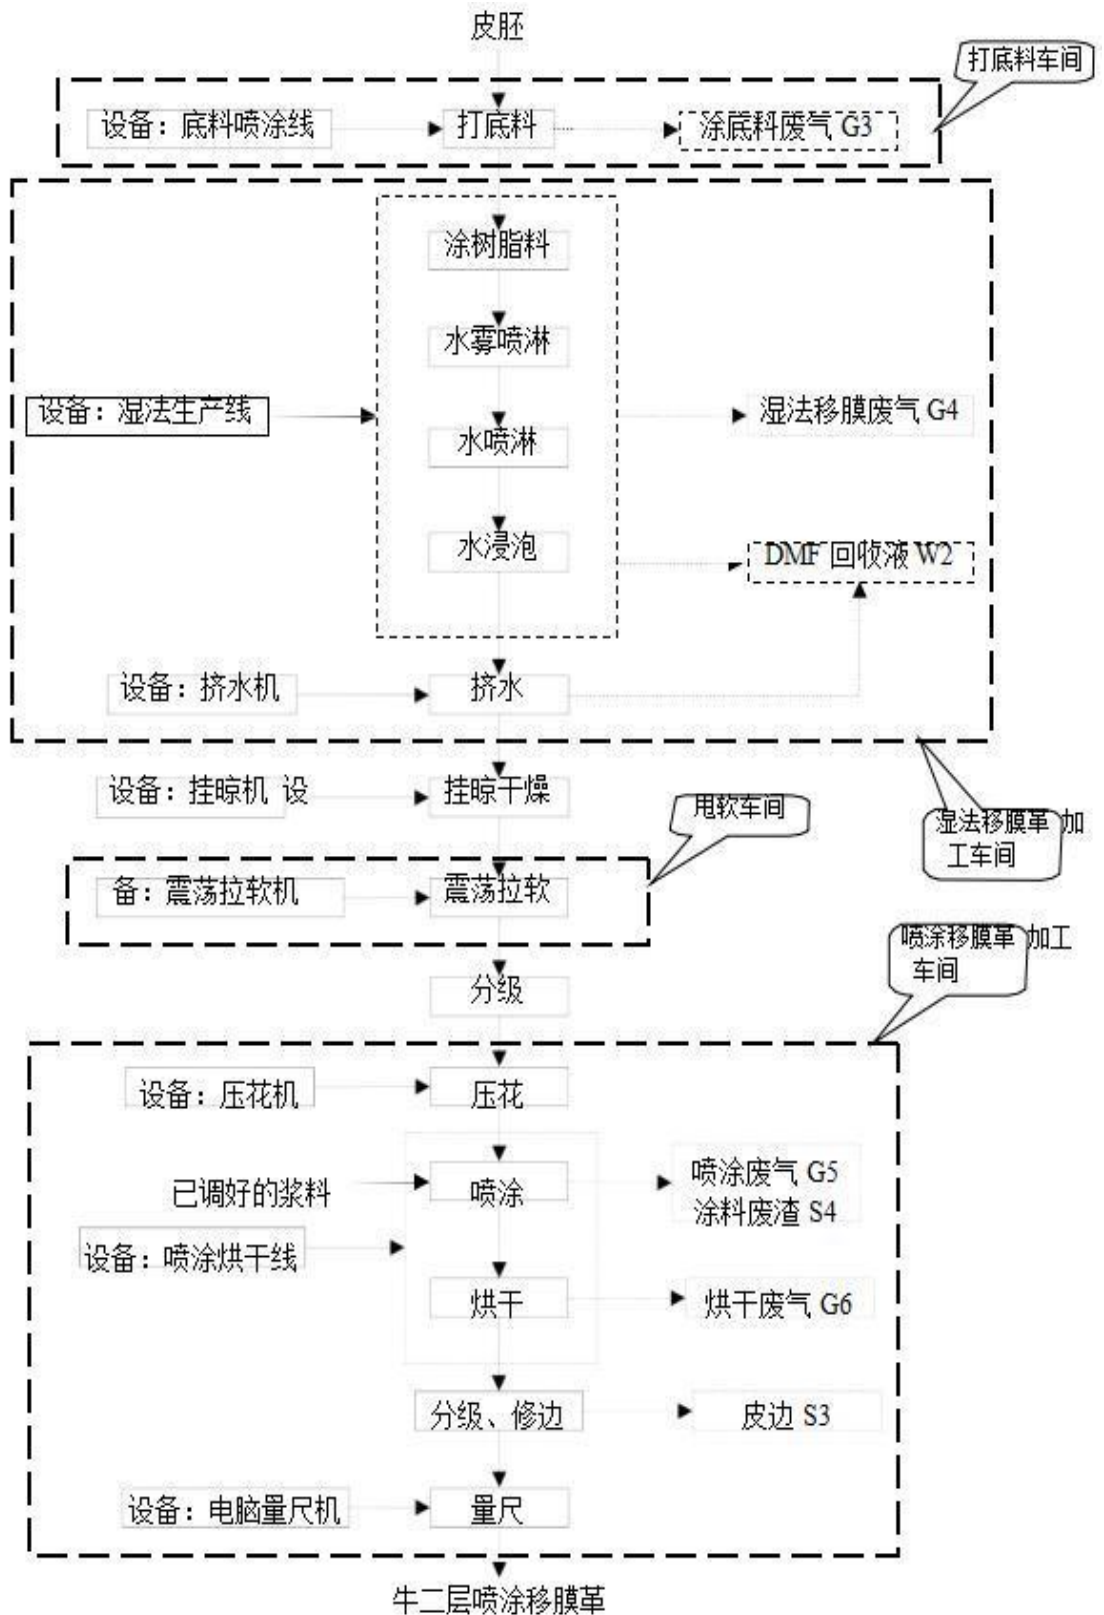 皮胚
打底料车间
设备：底料喷涂线
打底料
涂底料废气 G3
涂树脂料
水雾喷淋
设备：湿法生产线
湿法移膜废气 G4
水喷淋
水浸泡
DMF 回收液 W2
设备：挤水机
挤水
设备：挂晾机 设
挂晾干燥
甩软车间
湿法移膜革 加
工车间
备：震荡拉软机
震荡拉软
喷涂移膜革 加工
车间
分级
设备：压花机
压花
已调好的浆料
喷涂
喷涂废气 G5
涂料废渣 S4
设备：喷涂烘干线
烘干
烘干废气 G6
分级、修边
皮边 S3
设备：电脑量尺机
量尺
牛二层喷涂移膜革